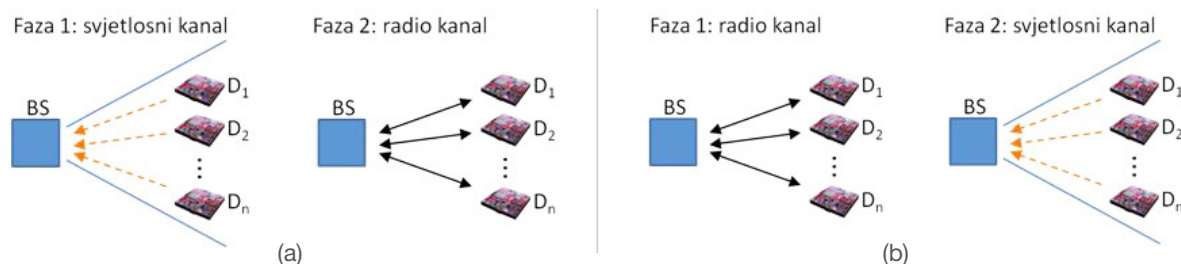 Faza 1: svjetlosni kanal
BS
D1
D2
Dn
Faza 2: radio kanal
BS
D1
D2
Dn
(a)
Faza 1: radio kanal
BS
D1
D2
Dn
Faza 2: svjetlosni kanal
BS
D1
D2
Dn
(b)